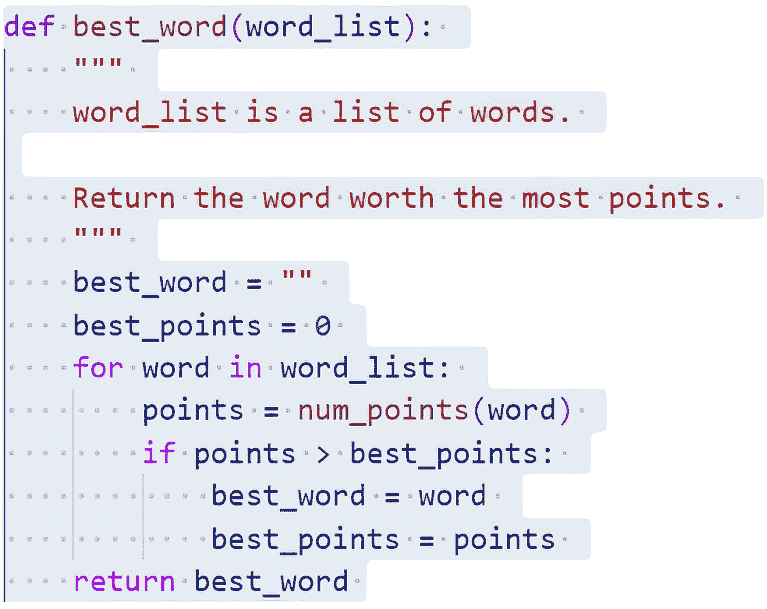 def best_word(word_list):
    """
    word_list is a list of words.

    Return the word worth the most points.
    """
    best_word = ""
    best_points = 0
    for word in word_list:
        points = num_points(word)
        if points > best_points:
            best_word = word
            best_points = points
    return best_word